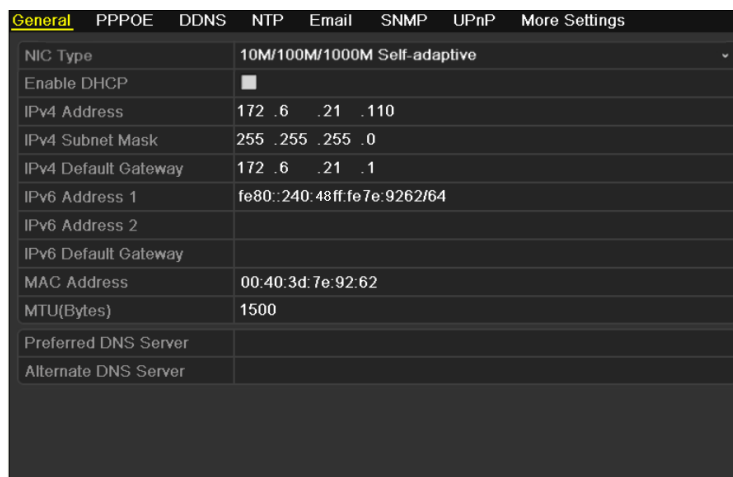 General PPPOE DDNS NTP Email SNMP UPnP More Settings
NIC Type 10M/100M/1000M Self-adaptive
Enable DHCP
IPv4 Address 172 .6 .21 .110
IPv4 Subnet Mask 255 .255 .255 .0
IPv4 Default Gateway 172 .6 .21 .1
IPv6 Address 1 fe80::240:48ff:fe7e:9262/64
IPv6 Address 2
IPv6 Default Gateway
MAC Address 00:40:3d:7e:92:62
MTU(Bytes) 1500
Preferred DNS Server
Alternate DNS Server